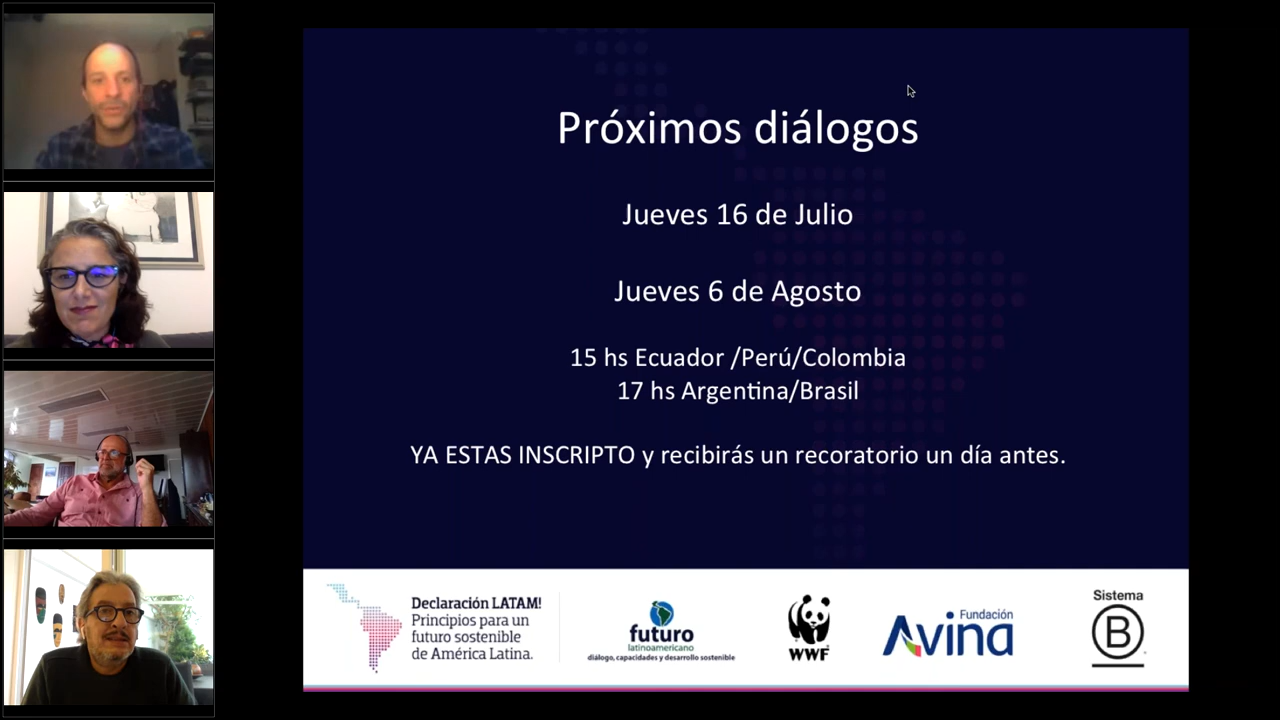 Próximos diálogos
Jueves 16 de Julio
Jueves 6 de Agosto
15 hs Ecuador /Perú/Colombia
17 hs Argentina/Brasil
YA ESTAS INSCRIPTO y recibirás un recoratorio un día antes.
Declaración LATAM!
Principios para un
futuro sostenible
de América Latina.
futuro
latinoamericano
diálogo, capacidades y desarrollo sostenible
WWF
Fundación
Avina
Sistema
B